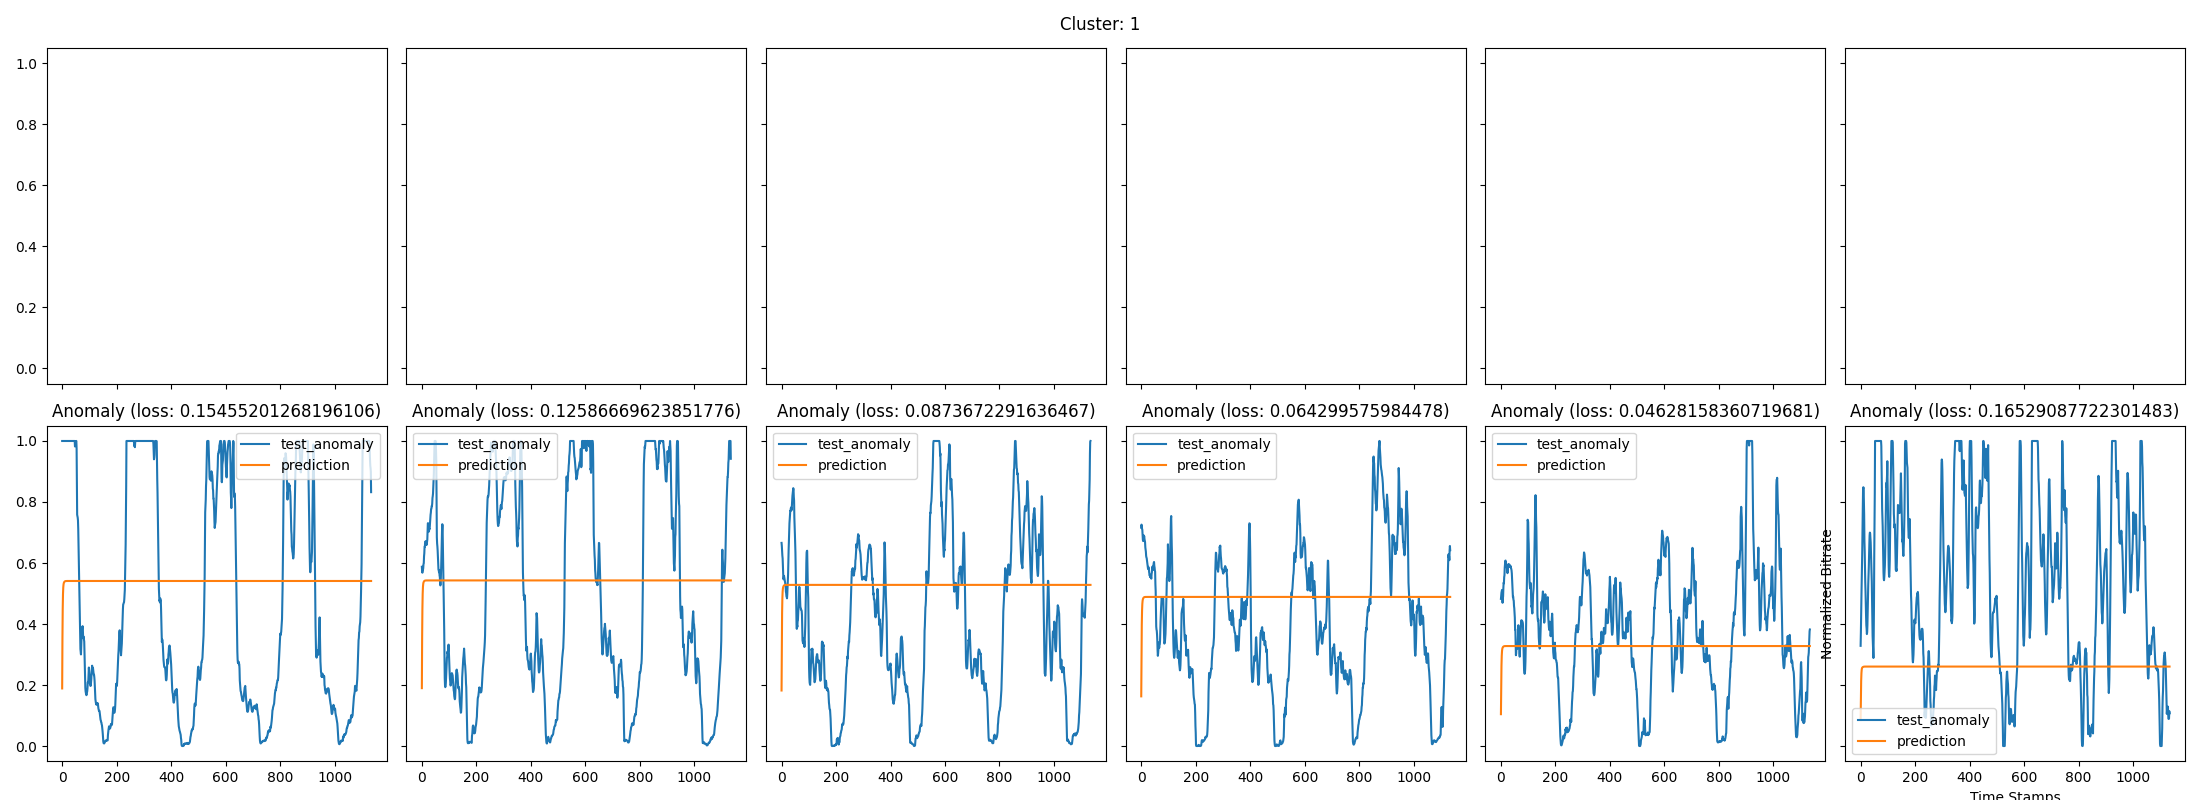 Cluster: 1
1.0
0.8
0.6
0.4
0.2
0.0
Anomaly (loss: 0.15455201268196106)
Anomaly (loss: 0.12586669623851776)
Anomaly (loss: 0.0873672291636467)
Anomaly (loss: 0.064299575984478)
Anomaly (loss: 0.04628158360719681)
Anomaly (loss: 0.16529087722301483)
1.0
0.8
0.6
0.4
0.2
0.0
test_anomaly
prediction
test_anomaly
prediction
test_anomaly
prediction
test_anomaly
prediction
test_anomaly
prediction
Normalized Bitrate
test_anomaly
prediction
0 200 400 600 800 1000
0 200 400 600 800 1000
0 200 400 600 800 1000
0 200 400 600 800 1000
0 200 400 600 800 1000
0 200 400 600 800 1000
Time Stamps